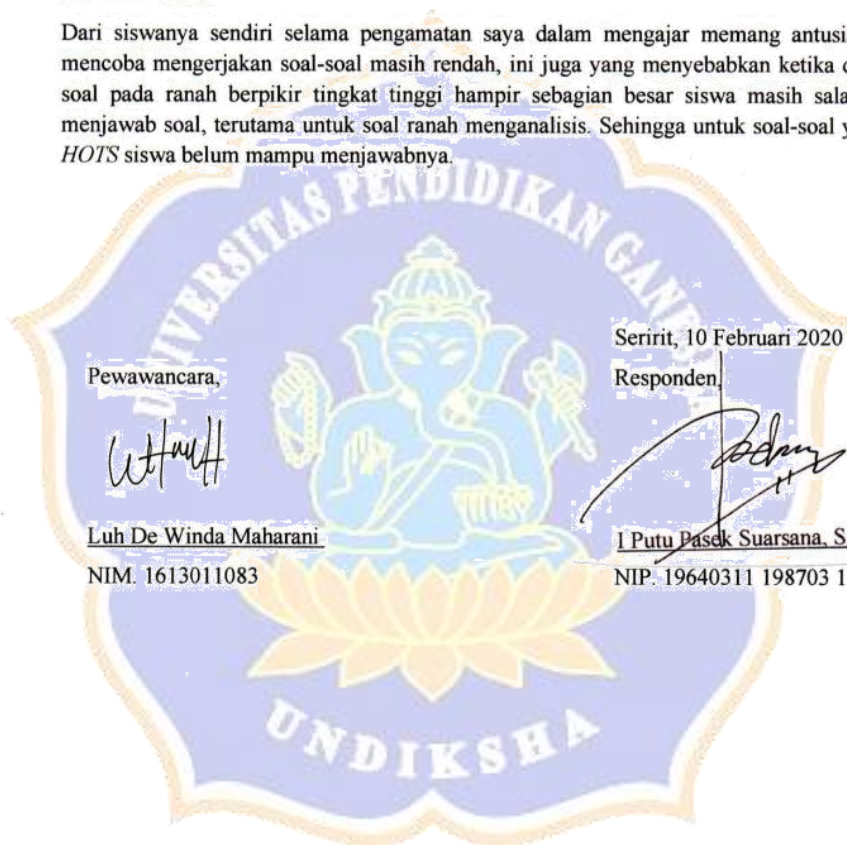 Dari siswanya sendiri selama pengamatan saya dalam mengajar memang antusi
mencoba mengerjakan soal-soal masih rendah, ini juga yang menyebabkan ketika
soal pada ranah berpikir tingkat tinggi hampir sebagian besar siswa masih sala
menjawab soal, terutama untuk soal ranah menganalisis. Sehingga untuk soal-soal
HOTS siswa belum mampu menjawabnya.
UNIVERSITAS PENDIDIKAN GANESHA
Seririt, 10 Februari 2020
Pewawancara,
Responden,
Luh De Winda Maharani
I Putu Pasek Suarsana, S
NIM. 1613011083
NIP. 19640311 198703 1
UNDIKSHA